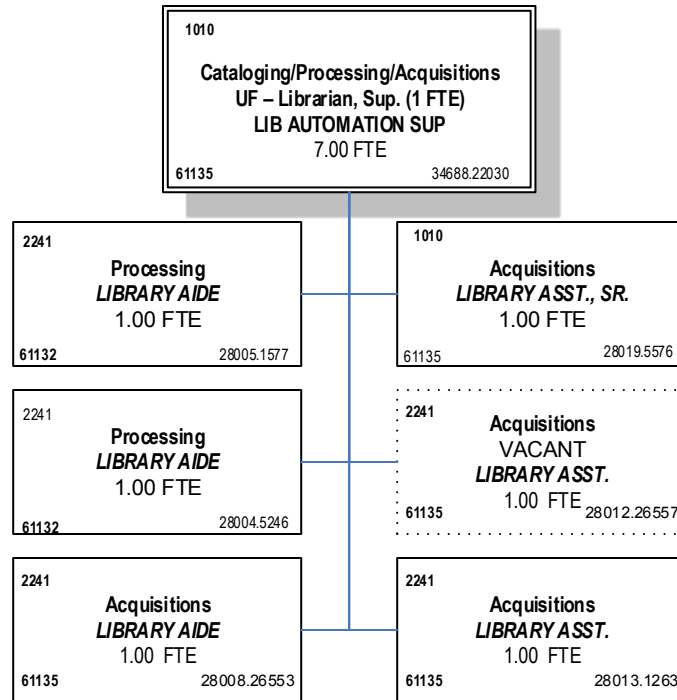 1010
Cataloging/Processing/Acquisitions
UF – Librarian, Sup. (1 FTE)
LIB AUTOMATION SUP
7.00 FTE
61135 34688.22030
2241
Processing
LIBRARY AIDE
1.00 FTE
61132 28005.1577
1010
Acquisitions
LIBRARY ASST., SR.
1.00 FTE
61135 28019.5576
2241
Processing
LIBRARY AIDE
1.00 FTE
61132 28004.5246
2241
Acquisitions
VACANT
LIBRARY ASST.
1.00 FTE
61135 28012.26557
2241
Acquisitions
LIBRARY AIDE
1.00 FTE
61135 28008.26553
2241
Acquisitions
LIBRARY ASST.
1.00 FTE
61135 28013.1263